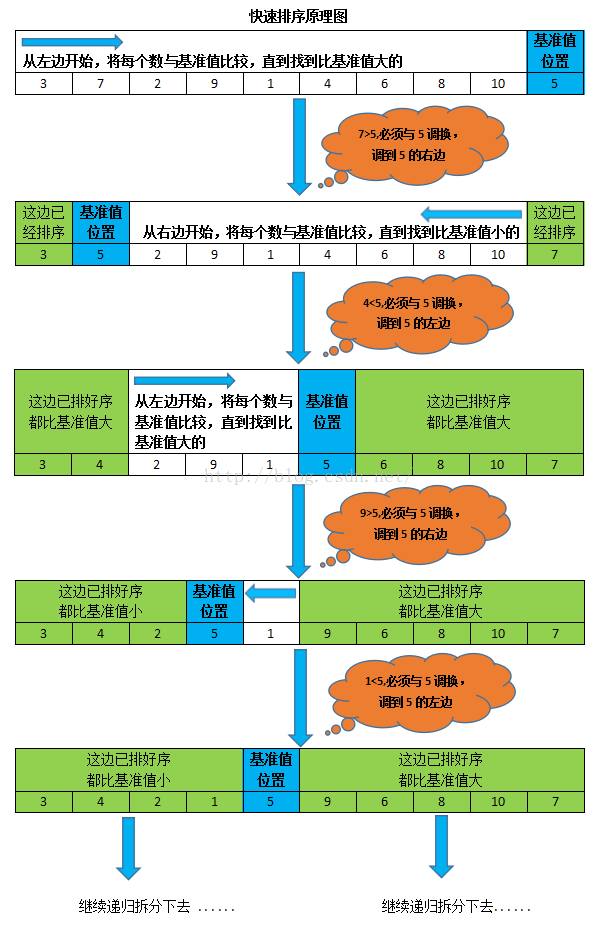 快速排序原理图
从左边开始，将每个数与基准值比较，直到找到比基准值大的
基准值
位置
3 7 2 9 1 4 6 8 10 5
7>5,必须与 5 调换，
调到 5 的右边
这边已
经排序
基准值
位置
从右边开始，将每个数与基准值比较，直到找到比基准值小的
这边已
经排序
3 5 2 9 1 4 6 8 10 7
4<5,必须与 5 调换，
调到 5 的左边
这边已排好序
都比基准值大
从左边开始，将每个数与
基准值比较，直到找到比
基准值大的
基准值
位置
这边已排好序
都比基准值大
3 4 2 9 1 5 6 8 10 7
http://blog.csdn.net/
9>5,必须与 5 调换，
调到 5 的右边
这边已排好序
都比基准值小
基准值
位置
这边已排好序
都比基准值大
3 4 2 5 1 9 6 8 10 7
1<5,必须与 5 调换，
调到 5 的左边
这边已排好序
都比基准值小
基准值
位置
这边已排好序
都比基准值大
3 4 2 1 5 9 6 8 10 7
继续递归拆分下去 ......
继续递归拆分下去......